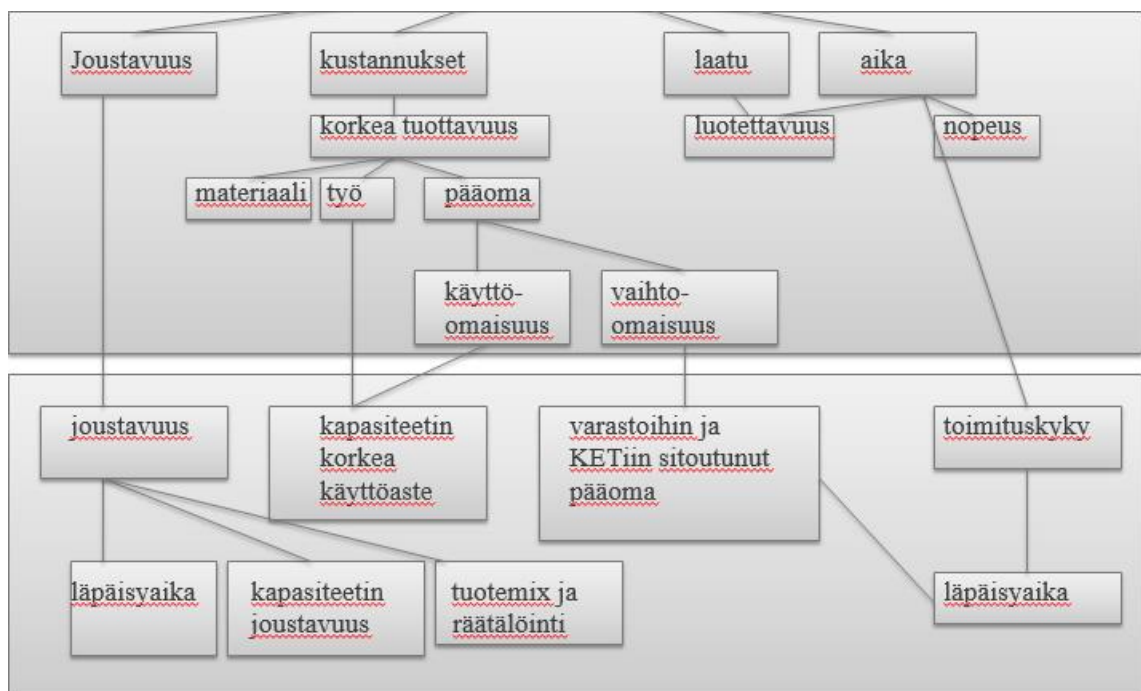 Joustavuus
kustannukset
laatu
aika
korkea tuottavuus
luotettavuus
nopeus
materiaali
työ
pääoma
käyttö-
omaisuus
vaihto-
omaisuus
joustavuus
kapasiteetin
korkea
käyttöaste
varastoihin ja
KETiin sitoutunut
pääoma
toimituskyky
läpäisyaika
kapasiteetin
joustavuus
tuotemix ja
räätälöinti
läpäisyaika